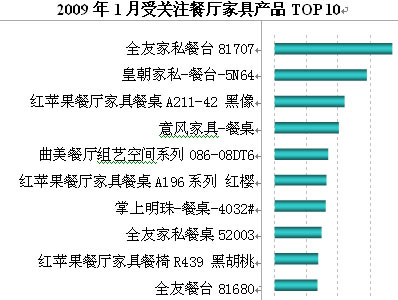 2009 年 1 月受关注餐厅家具产品 TOP 10
全友家私餐台 81707
皇朝家私-餐台-5N64
红苹果餐厅家具餐桌 A211-42 黑像
意风家具-餐桌
曲美餐厅组艺空间系列 086-08DT6
红苹果餐厅家具餐桌 A196 系列 红樱
掌上明珠-餐桌-4032#
全友家私餐桌 52003
红苹果餐厅家具餐椅 R439 黑胡桃
全友餐台 81680